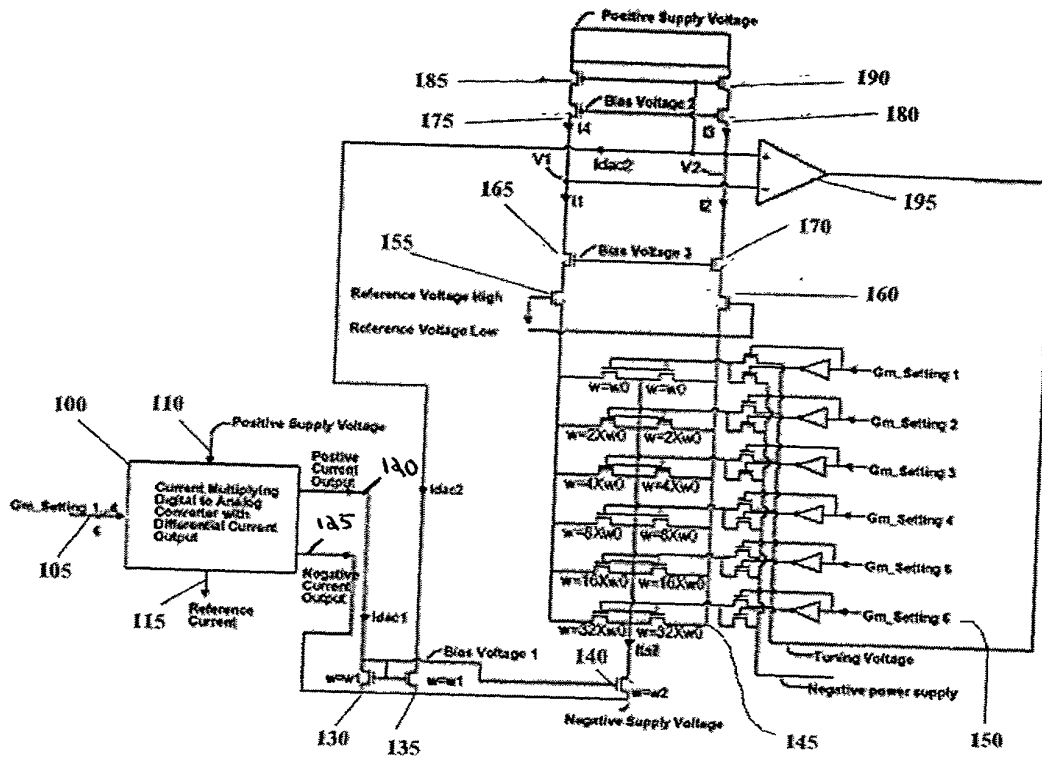 Positive Supply Voltage
185
190
Bias Voltage 2
175
180
I4
I3
Idac2
V1
V2
+
-
195
I1
I2
165
170
155
Bias Voltage 3
Reference Voltage High
160
Reference Voltage Low
Gm_Setting 1
w=w0 w=w0
100
110
Positive Supply Voltage
Gm_Setting 2
w=2Xw0 w=2Xw0
Postive Current Output
120
Gm_Setting 3
w=4Xw0 w=4Xw0
Current Multiplying
Digital to Analog
Converter with
Differential Current
Output
Idac2
125
Gm_Setting 4
w=8Xw0 w=8Xw0
105
Negative Current Output
Gm_Setting 5
w=16Xw0 w=16Xw0
115
Reference Current
Idac1
Gm_Setting 6
w=32Xw0 w=32Xw0
Bias Voltage 1
140
Tuning Voltage
w=w1
w=w1
w=w2
Negative power supply
Negative Supply Voltage
130
135
145
150